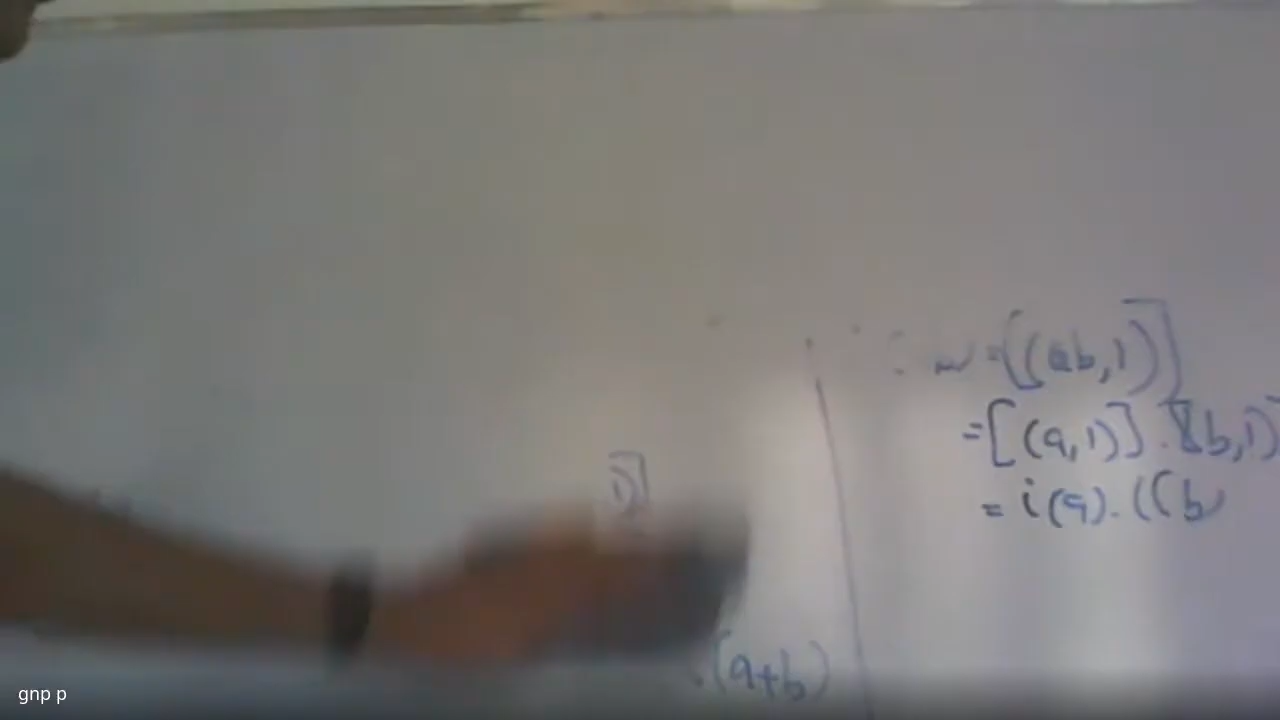 (a+b)
=[(ab,1)]
=[(a,1)].[(b,1)
= i(a).i(b
gnp p